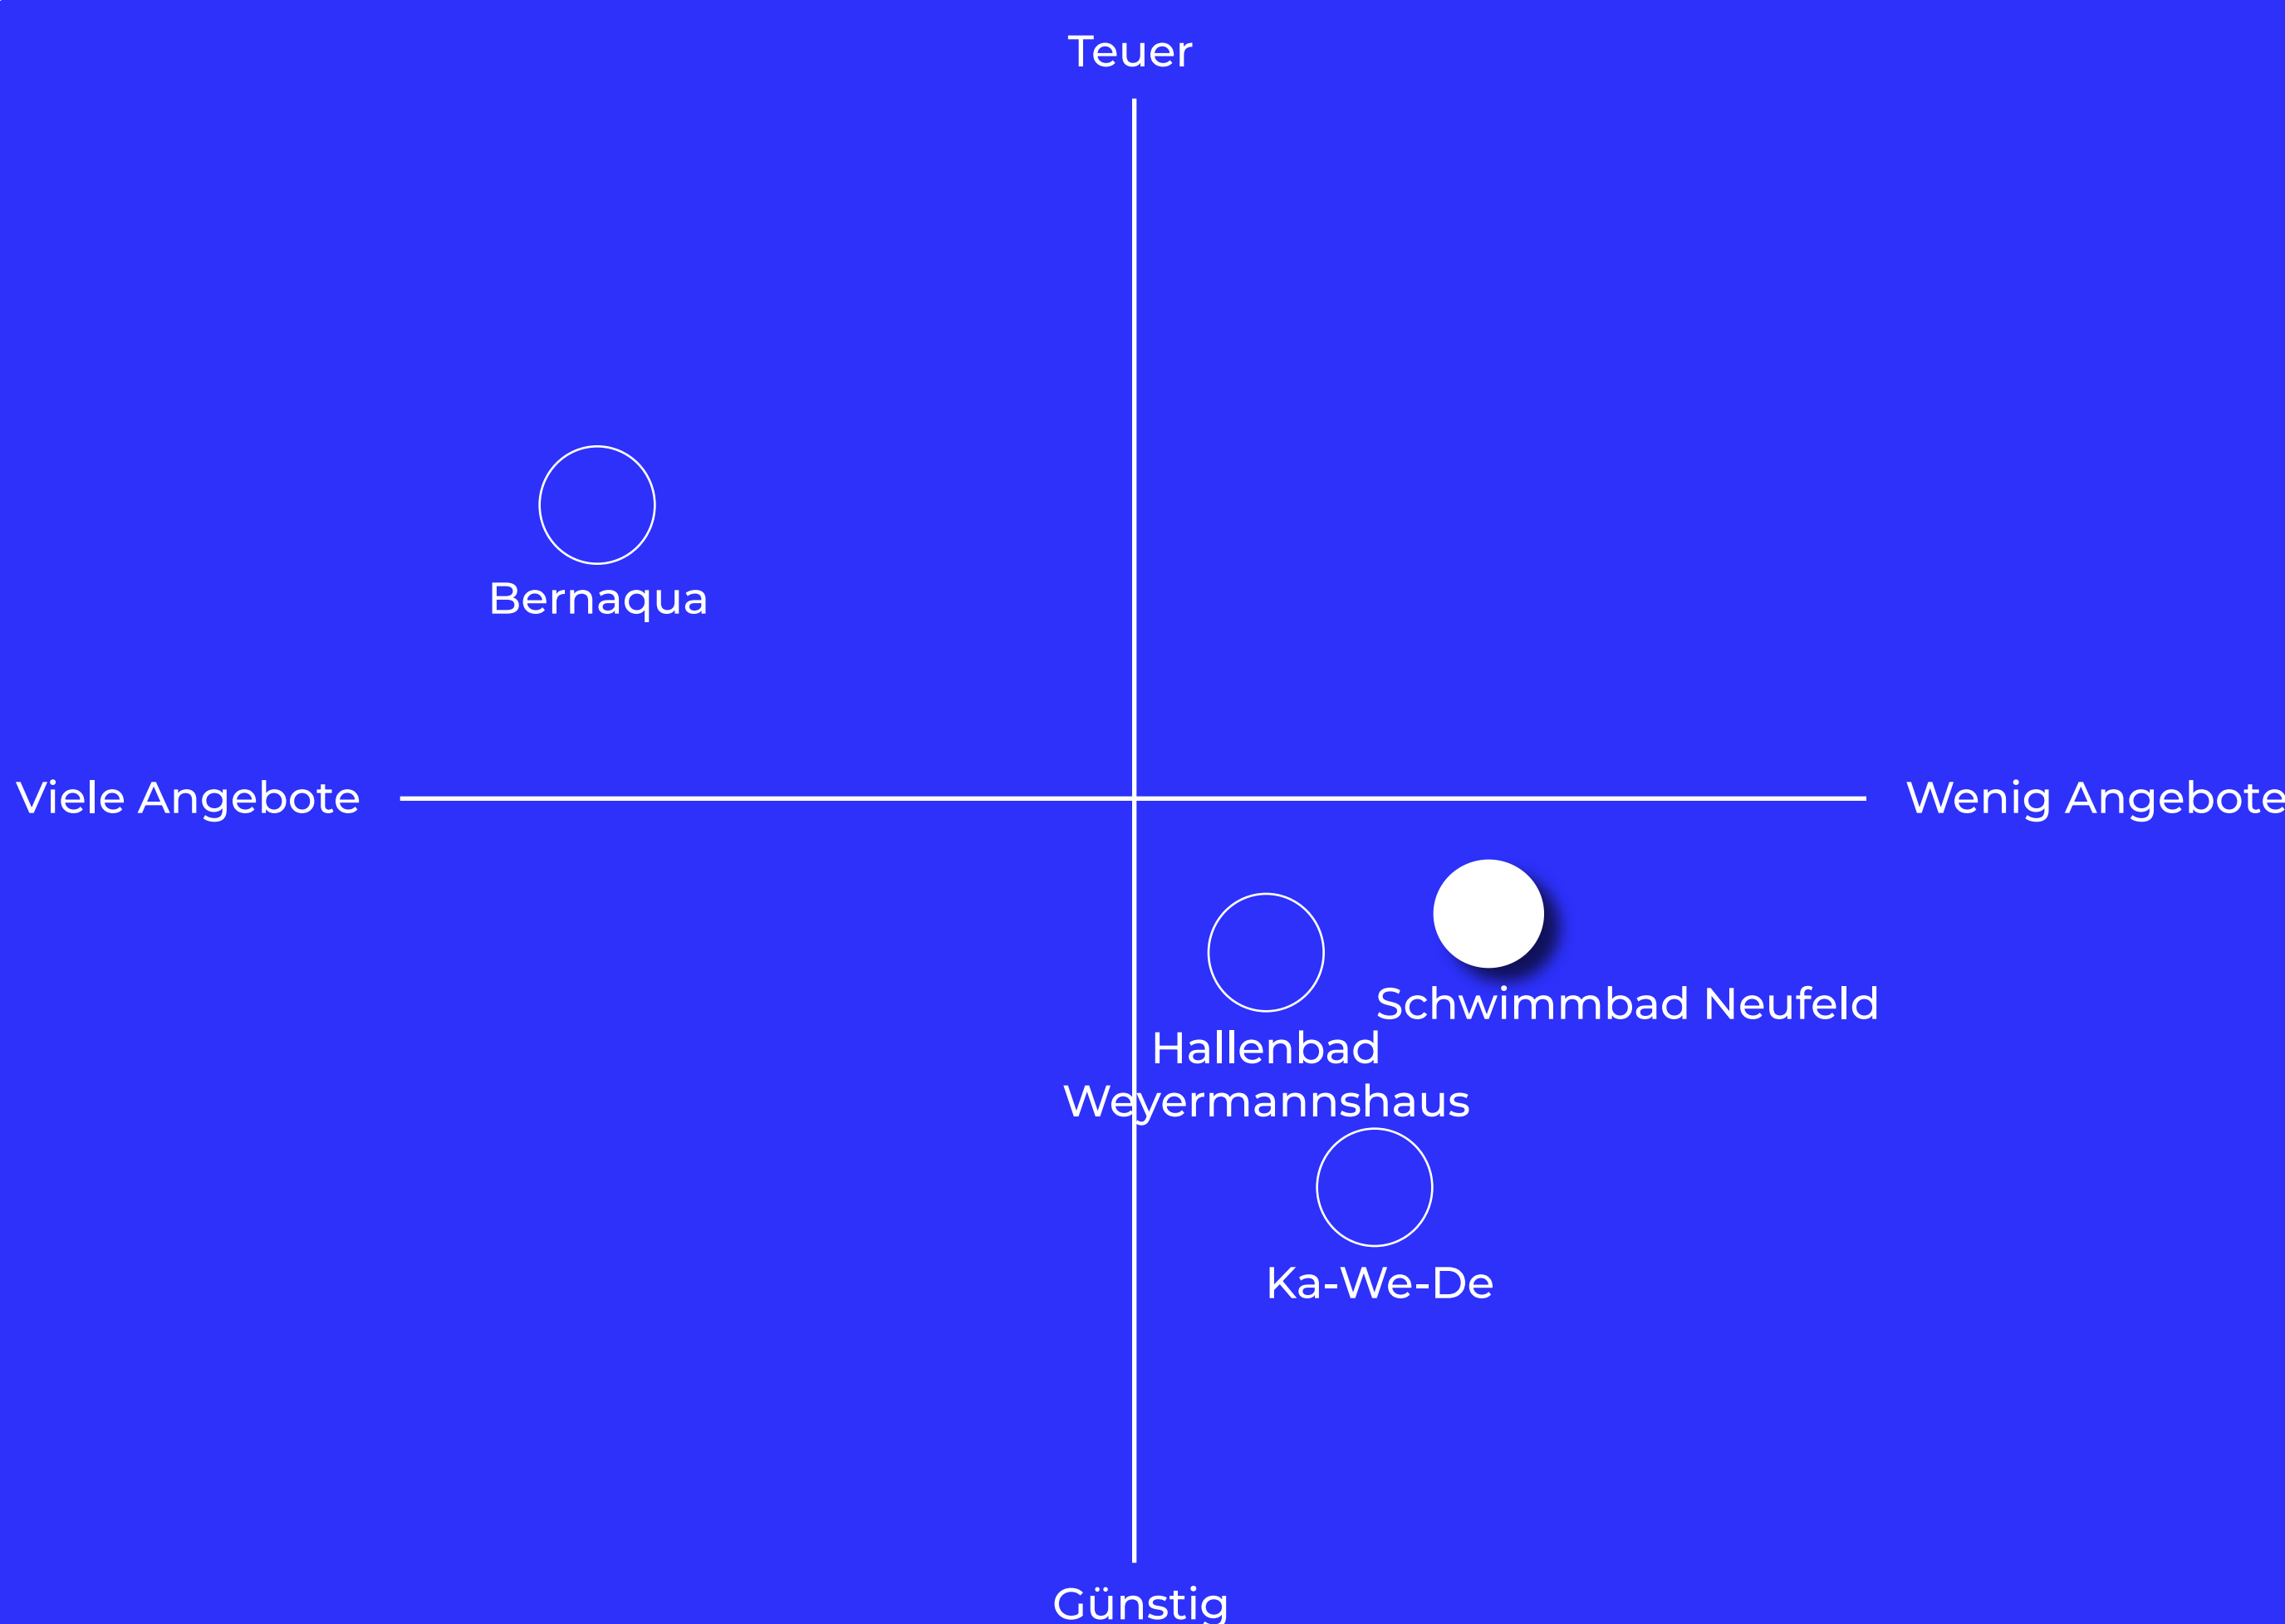 Teuer
Bernaqua
Viele Angebote
Wenig Angebote
Schwimmbad Neufeld
Hallenbad
Weyermannshaus
Ka-We-De
Günstig